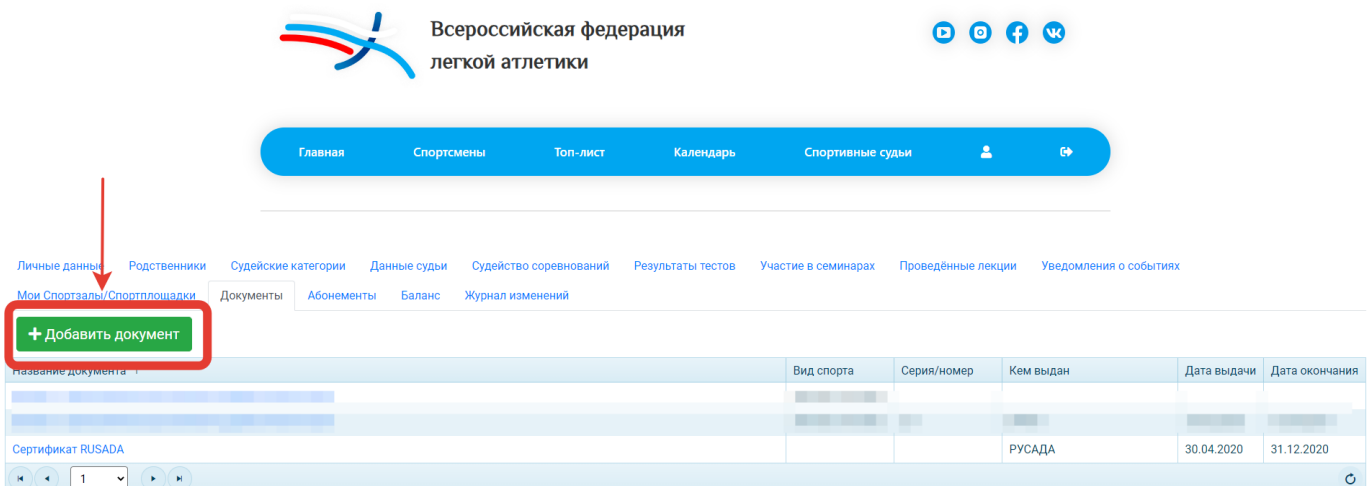 Всероссийская федерация
легкой атлетики
Главная Спортсмены Топ-лист Календарь Спортивные судьи
Личные данные Родственники Судейские категории Данные судьи Судейство соревнований Результаты тестов Участие в семинарах Проведённые лекции Уведомления о событиях
Мои Спортзалы/Спортплощадки Документы Абонементы Баланс Журнал изменений
+ Добавить документ
Название документа ↑ Вид спорта Серия/номер Кем выдан Дата выдачи Дата окончания
Сертификат RUSADA РУСАДА 30.04.2020 31.12.2020
1